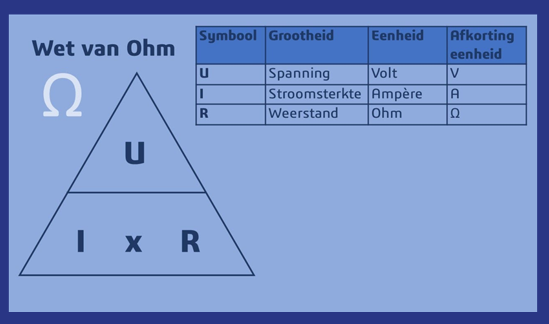 Wet van Ohm
Ω
U
I x R
Symbool Grootheid Eenheid Afkorting eenheid
U Spanning Volt V
I Stroomsterkte Ampère A
R Weerstand Ohm Ω